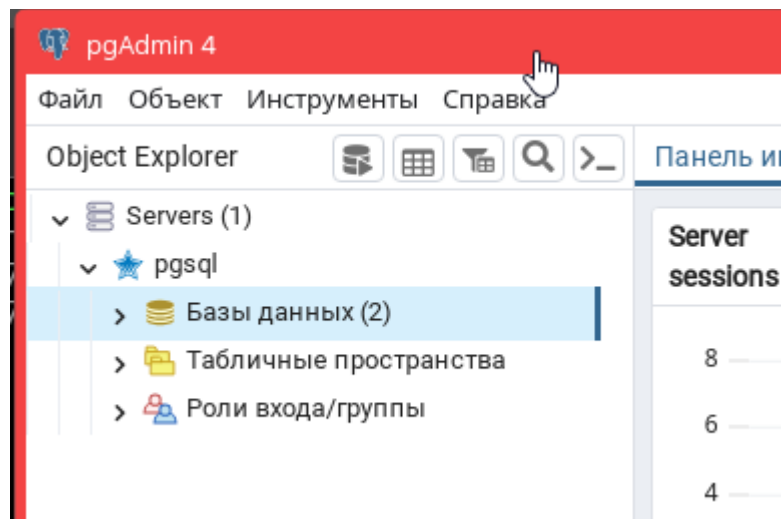 pgAdmin 4
Файл Объект Инструменты Справка
Object Explorer
Servers (1)
pgsql
Базы данных (2)
Табличные пространства
Роли входа/группы
Панель
Server
sessions
8
6
4